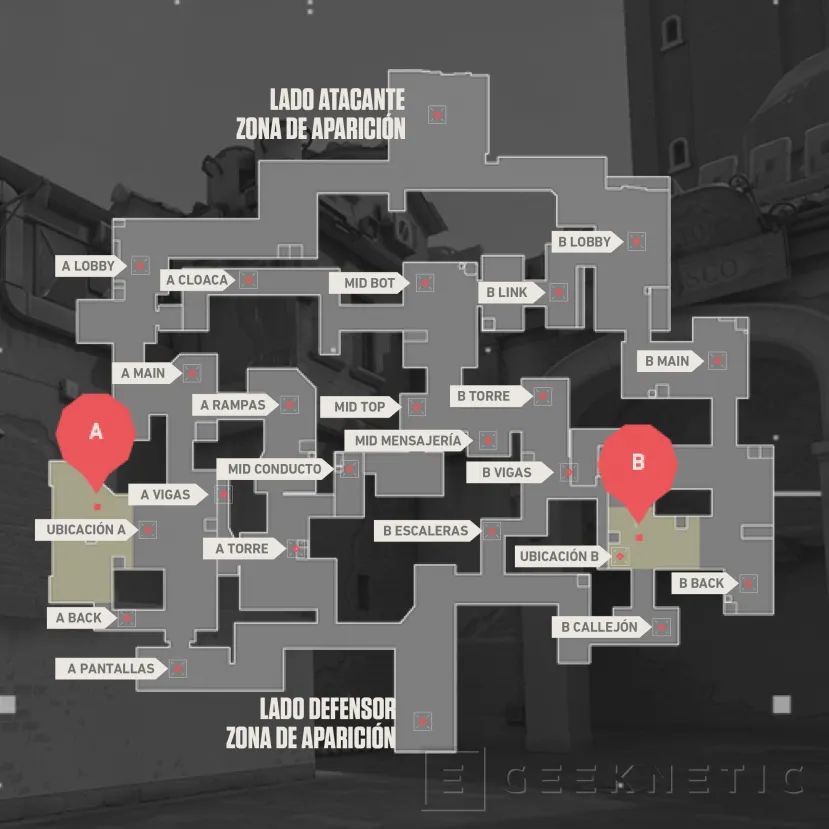 LADO ATACANTE
ZONA DE APARICIÓN
B LOBBY
A LOBBY
A CLOACA
MID BOT
B LINK
B MAIN
A MAIN
B TORRE
A RAMPAS
MID TOP
A
MID MENSAJERÍA
B
MID CONDUCTO
B VIGAS
A VIGAS
UBICACIÓN A
B ESCALERAS
A TORRE
UBICACIÓN B
B BACK
A BACK
B CALLEJÓN
A PANTALLAS
LADO DEFENSOR
ZONA DE APARICIÓN
E GEEKNETIC